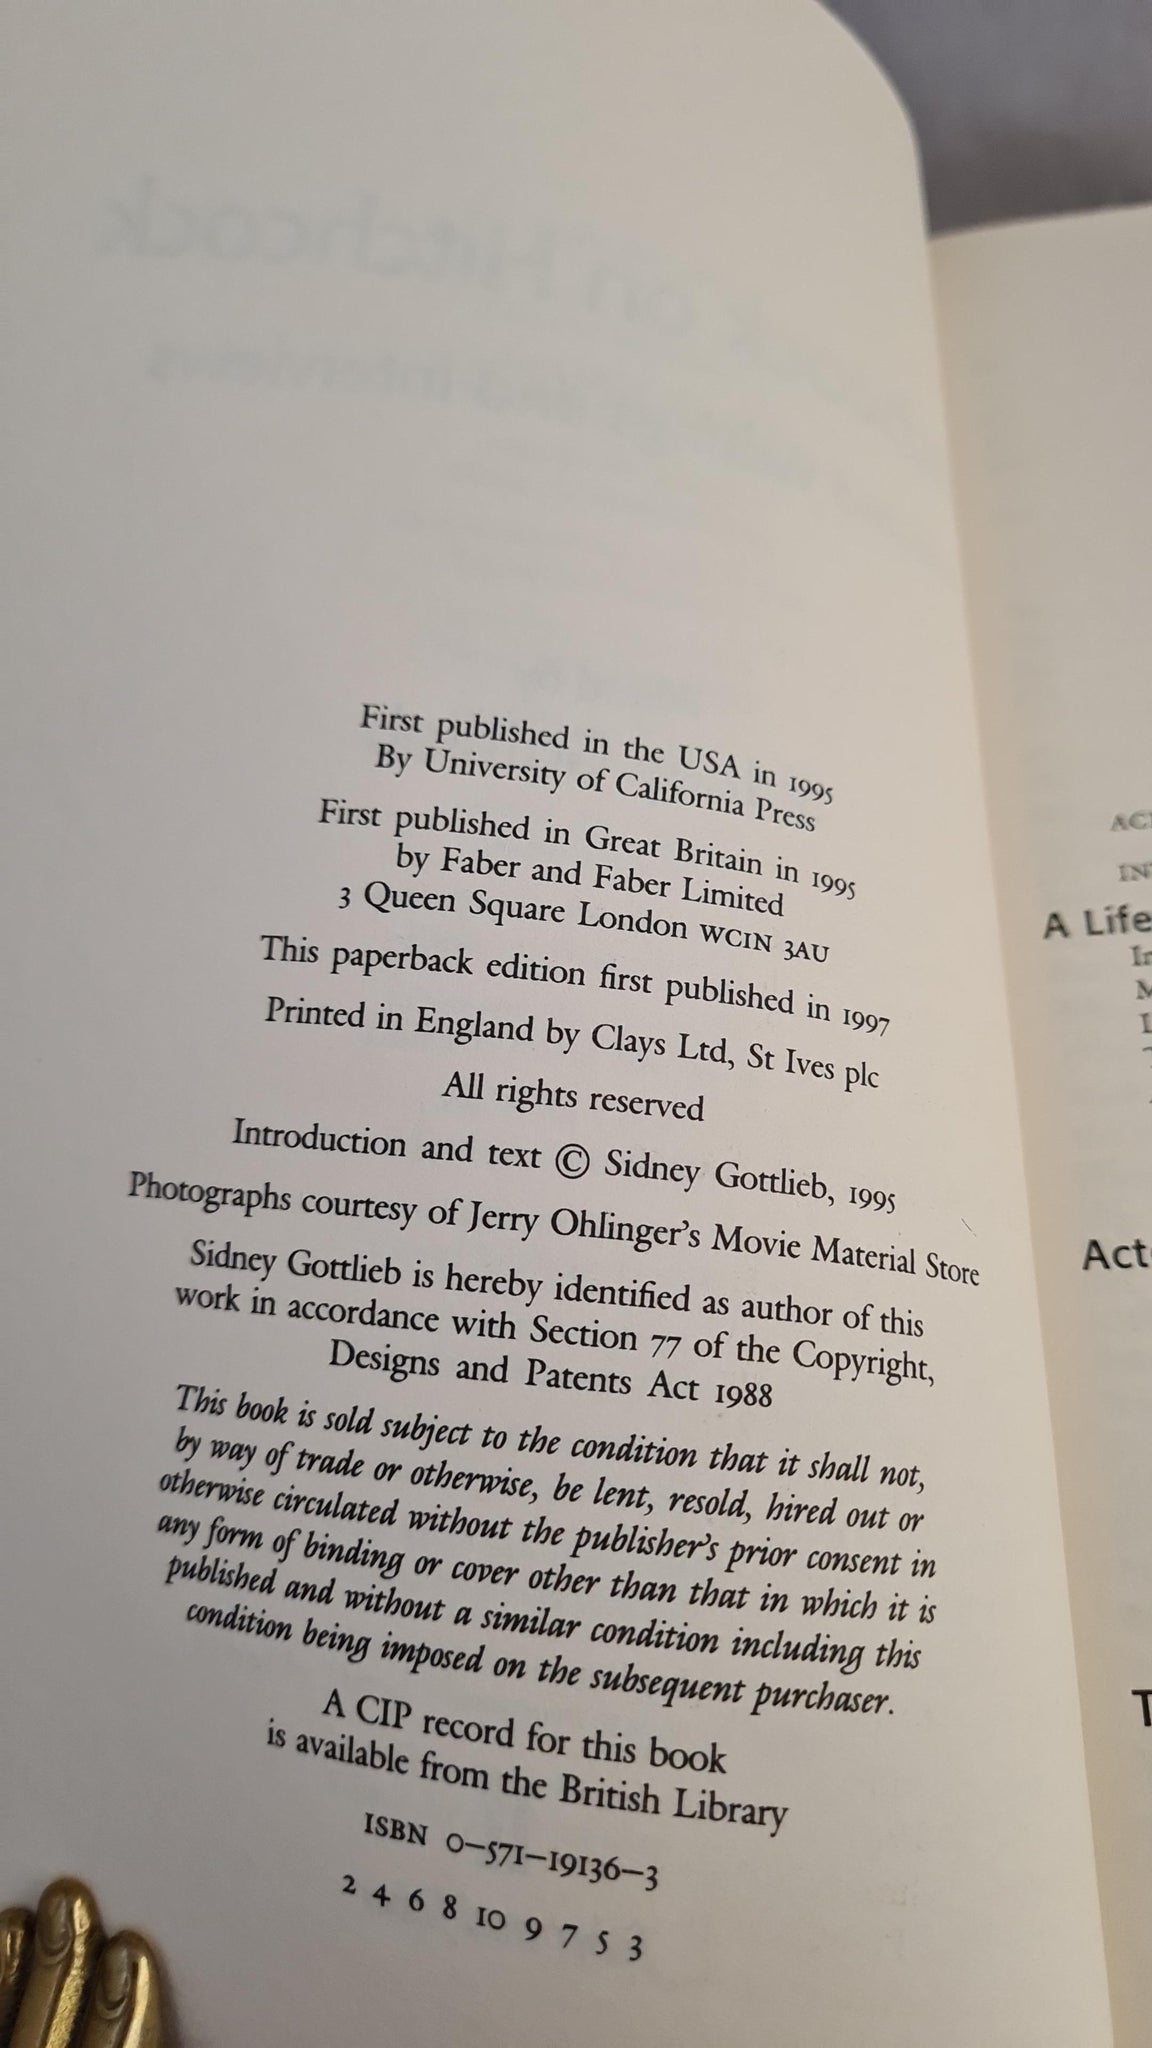 First published in the USA in 1995
By University of California Press
First published in Great Britain in 1995
by Faber and Faber Limited
3 Queen Square London WC1N 3AU
This paperback edition first published in 1997
Printed in England by Clays Ltd, St Ives plc
All rights reserved
Introduction and text © Sidney Gottlieb, 1995
Photographs courtesy of Jerry Ohlinger's Movie Material Store
Sidney Gottlieb is hereby identified as author of this
work in accordance with Section 77 of the Copyright,
Designs and Patents Act 1988
This book is sold subject to the condition that it shall not,
by way of trade or otherwise, be lent, resold, hired out or
otherwise circulated without the publisher's prior consent in
any form of binding or cover other than that in which it is
published and without a similar condition including this
condition being imposed on the subsequent purchaser.
A CIP record for this book
is available from the British Library
ISBN 0–571–19136–3
2 4 6 8 10 9 7 5 3
A Life